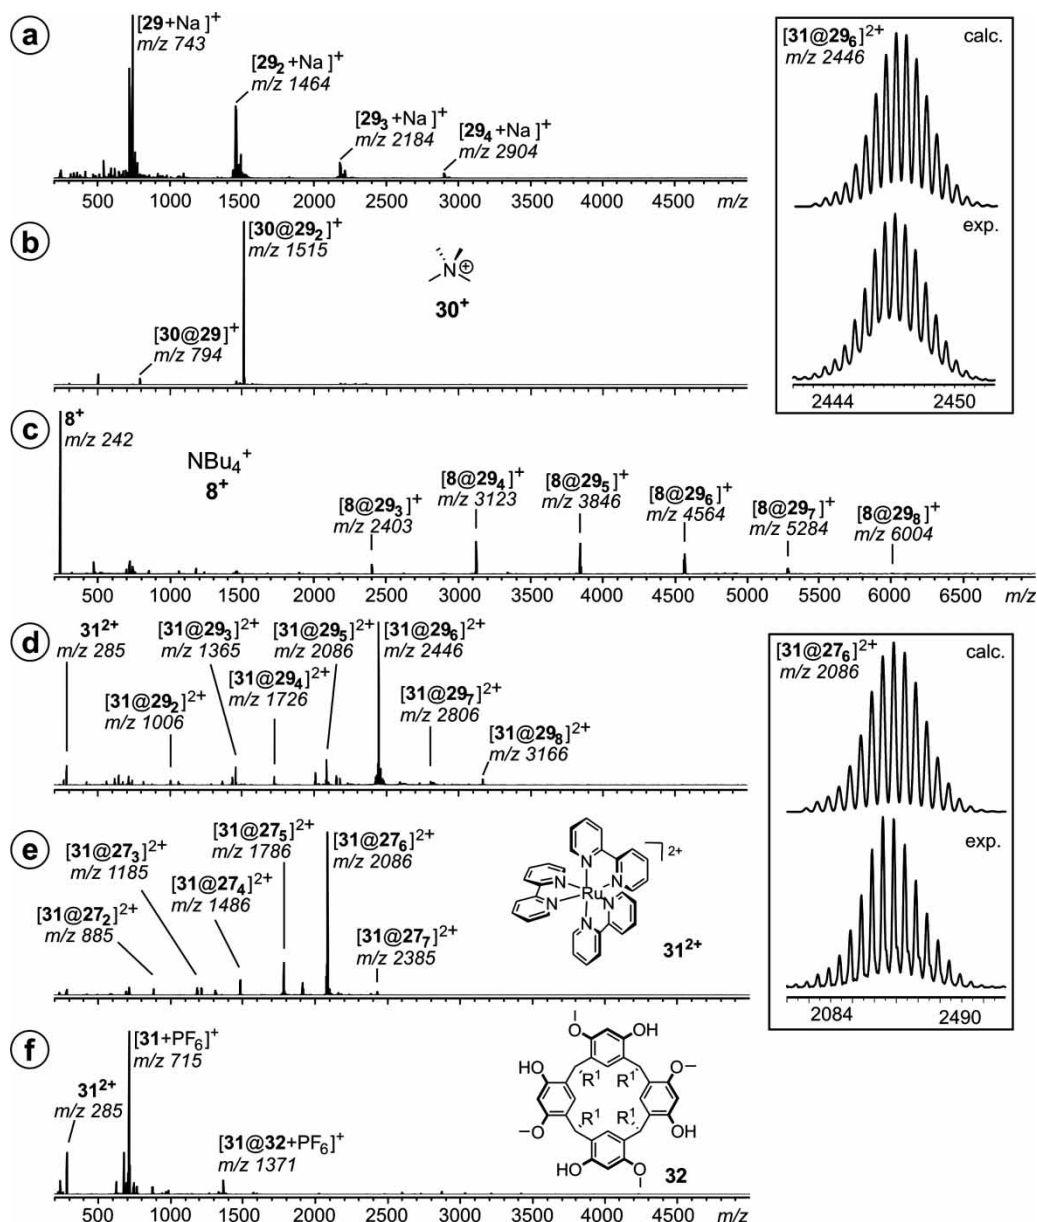 a
[29+Na]+
m/z 743
[292+Na]+
m/z 1464
[293+Na]+
m/z 2184
[294+Na]+
m/z 2904
500 1000 1500 2000 2500 3000 3500 4000 4500 m/z
[31@296]2+
m/z 2446
calc.
exp.
2444 2450
b
[30@292]+
m/z 1515
[30@29]+
m/z 794
N
⊕
30+
c
8+
m/z 242
NBu4+
8+
[8@293]+
m/z 2403
[8@294]+
m/z 3123
[8@295]+
m/z 3846
[8@296]+
m/z 4564
[8@297]+
m/z 5284
[8@298]+
m/z 6004
500 1000 1500 2000 2500 3000 3500 4000 4500 5000 5500 6000 6500 m/z
d
312+
m/z 285
[31@292]2+
m/z 1006
[31@293]2+
m/z 1365
[31@294]2+
m/z 1726
[31@295]2+
m/z 2086
[31@296]2+
m/z 2446
[31@297]2+
m/z 2806
[31@298]2+
m/z 3166
[31@276]2+
m/z 2086
calc.
exp.
2084 2490
e
[31@272]2+
m/z 885
[31@273]2+
m/z 1185
[31@274]2+
m/z 1486
[31@275]2+
m/z 1786
[31@276]2+
m/z 2086
[31@277]2+
m/z 2385
2+
N
N
N
Ru
N
N
N
312+
f
312+
m/z 285
[31+PF6]+
m/z 715
[31@32+PF6]+
m/z 1371
O
OH
HO
R1
R1
O
O
R1
R1
OH
HO
O
32
500 1000 1500 2000 2500 3000 3500 4000 4500 m/z